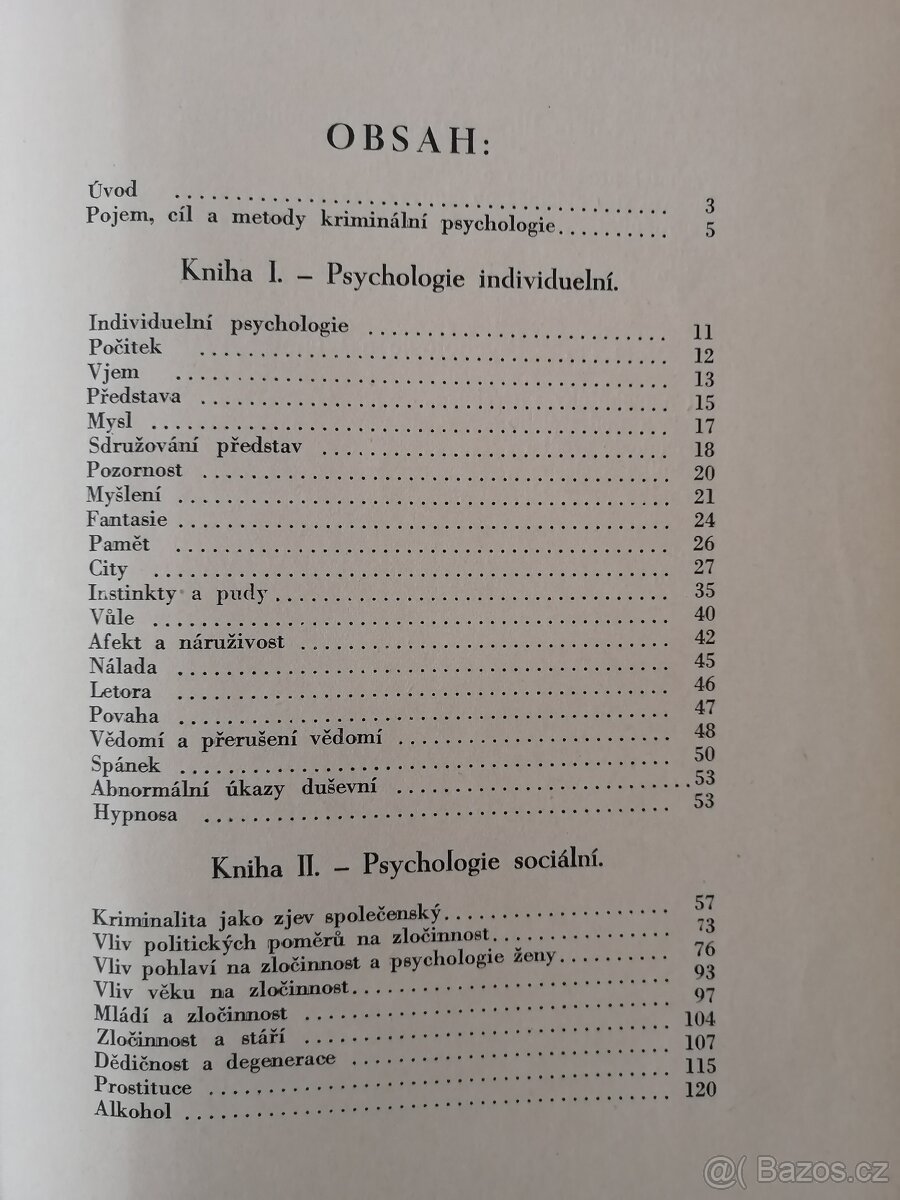 OBSAH:
Úvod .......... 3
Pojem, cíl a metody kriminální psychologie .......... 5
Kniha I. – Psychologie individuelní.
Individuelní psychologie .......... 11
Počitek .......... 12
Vjem .......... 13
Představa .......... 15
Mysl .......... 17
Sdružování představ .......... 18
Pozornost .......... 20
Myšlení .......... 21
Fantasie .......... 24
Pamět .......... 26
City .......... 27
Instinkty a pudy .......... 35
Vůle .......... 40
Afekt a náruživost .......... 42
Nálada .......... 45
Letora .......... 46
Povaha .......... 47
Vědomí a přerušení vědomí .......... 48
Spánek .......... 50
Abnormální úkazy duševní .......... 53
Hypnosa .......... 53
Kniha II. – Psychologie sociální.
Kriminalita jako zjev společenský .......... 57
Vliv politických poměrů na zločinnost .......... 73
Vliv pohlaví na zločinnost a psychologie ženy .......... 76
Vliv věku na zločinnost .......... 93
Mládí a zločinnost .......... 97
Zločinnost a stáří .......... 104
Dědičnost a degenerace .......... 107
Prostituce .......... 115
Alkohol .......... 120
@( Bazos.cz